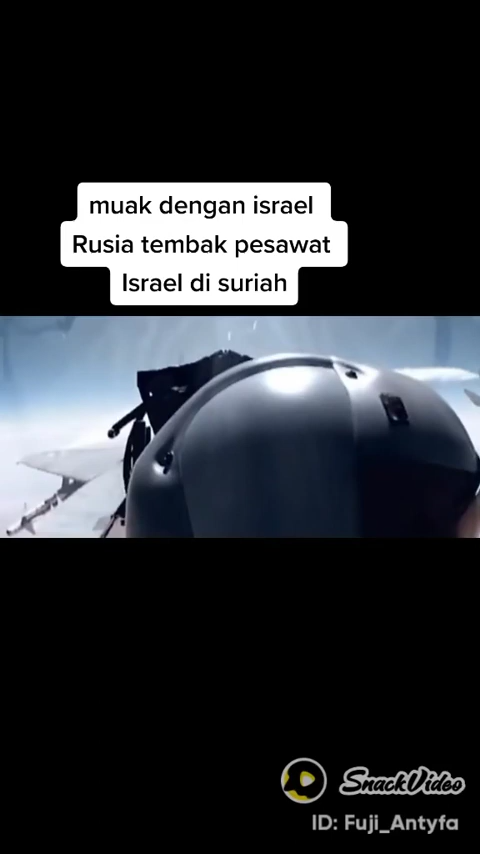 muak dengan israel
Rusia tembak pesawat
Israel di suriah
SnackVideo
ID: Fuji_Antyfa